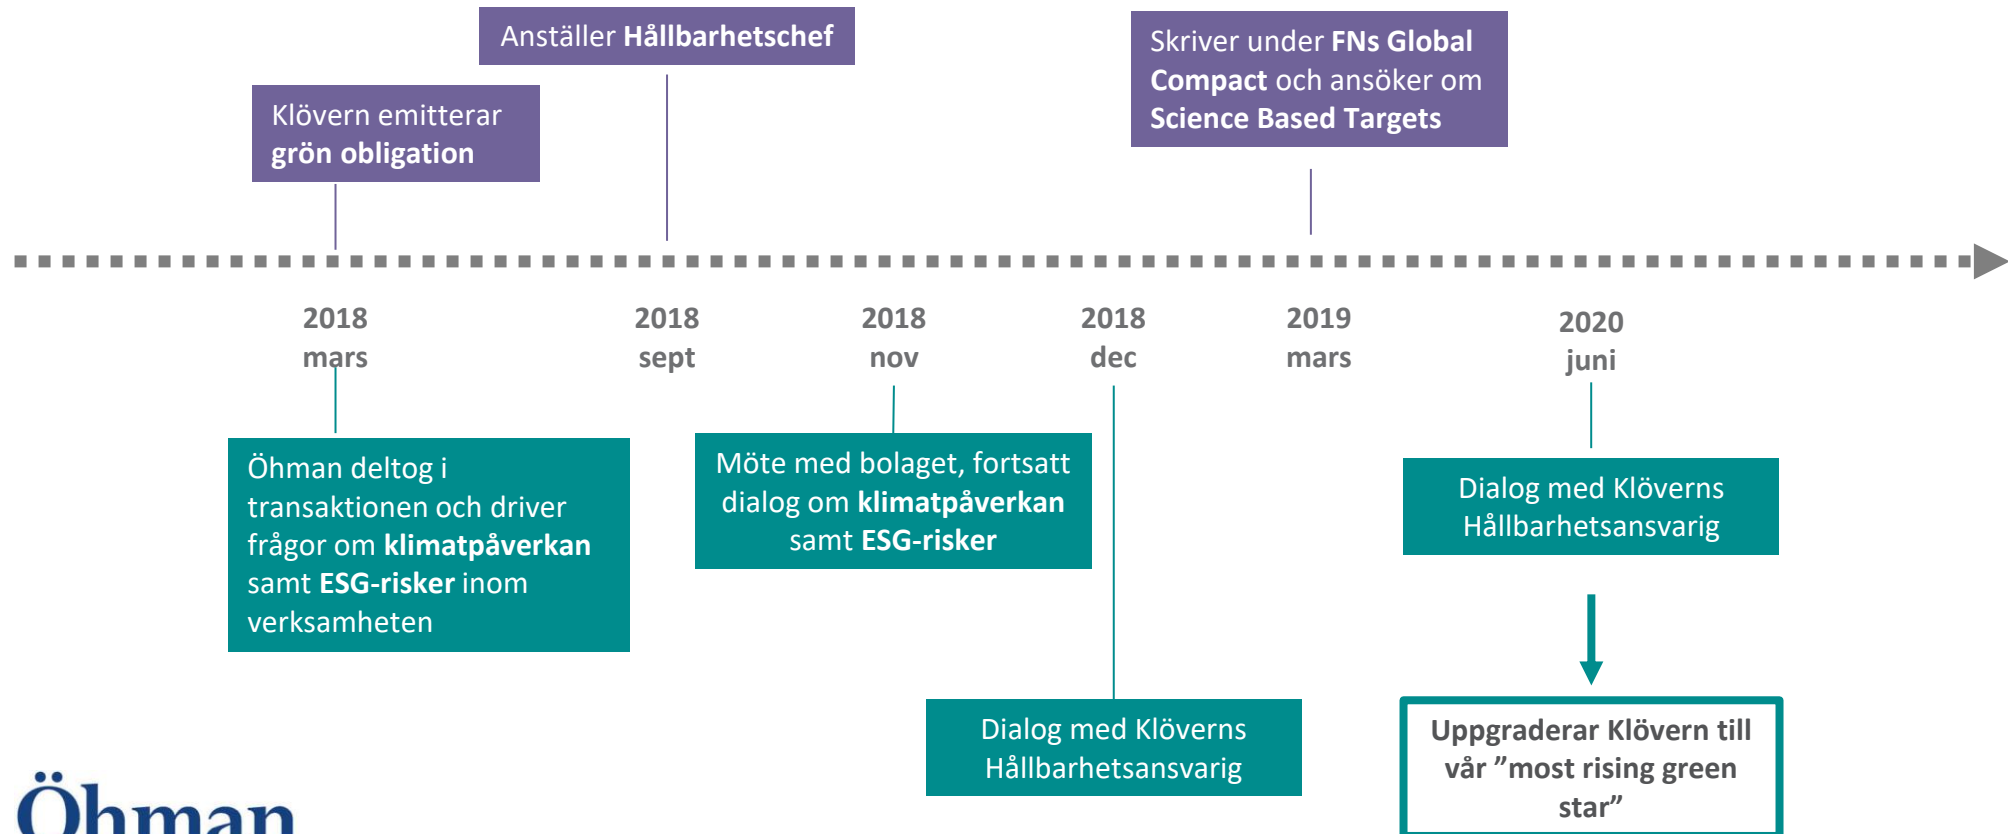 Anställer Hållbarhetschef
Skriver under FNs Global
Compact och ansöker om
Science Based Targets
Klövern emitterar
grön obligation
2018
mars
2018
sept
2018
nov
2018
dec
2019
mars
2020
juni
Öhman deltog i
transaktionen och driver
frågor om klimatpåverkan
samt ESG-risker inom
verksamheten
Möte med bolaget, fortsatt
dialog om klimatpåverkan
samt ESG-risker
Dialog med Klöverns
Hållbarhetsansvarig
Dialog med Klöverns
Hållbarhetsansvarig
Uppgraderar Klövern till
vår ”most rising green
star”
Öhman